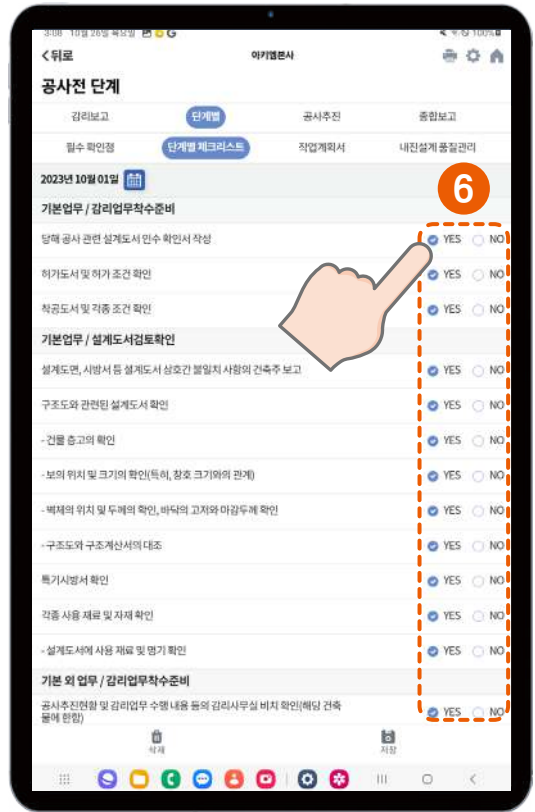 3:08 10월 26일 목요일 G 100%
뒤로 아키엠본사
공사전 단계
감리보고 단계별 공사추진 종합보고
필수 확인점 단계별 체크리스트 작업계획서 내진설계 품질관리
2023년 10월 01일
6
기본업무 / 감리업무착수준비
당해 공사 관련 설계도서 인수 확인서 작성 YES NO
허가도서 및 허가 조건 확인 YES NO
착공도서 및 각종 조건 확인 YES NO
기본업무 / 설계도서검토확인
설계도면, 시방서 등 설계도서 상호간 불일치 사항의 건축주 보고 YES NO
구조도와 관련된 설계도서 확인 YES NO
- 건물 층고의 확인 YES NO
- 보의 위치 및 크기의 확인(특히, 창호 크기와의 관계) YES NO
- 벽체의 위치 및 두께의 확인, 바닥의 고저와 마감두께 확인 YES NO
- 구조도와 구조계산서의 대조 YES NO
특기시방서 확인 YES NO
각종 사용 재료 및 자재 확인 YES NO
- 설계도서에 사용 재료 및 명기 확인 YES NO
기본 외 업무 / 감리업무착수준비
공사추진현황 및 감리업무 수행 내용 등의 감리사무실 비치 확인(해당 건축
물에 한함) YES NO
삭제 저장